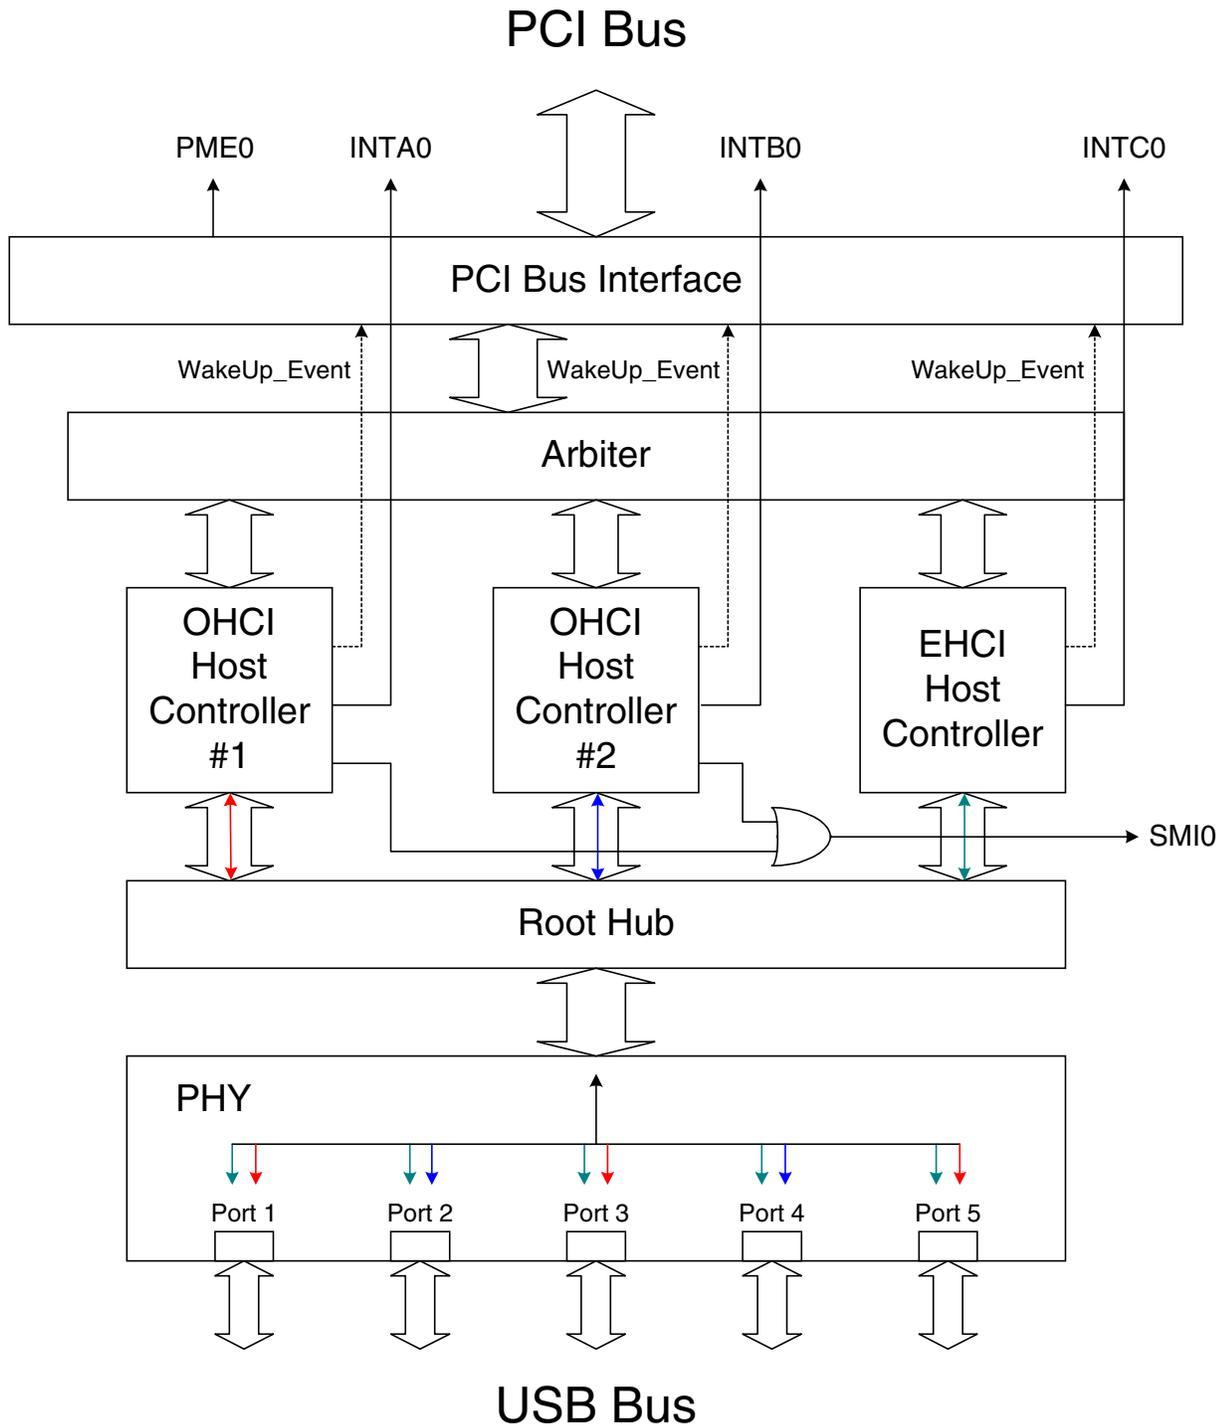 PCI Bus
PME0
INTA0
INTB0
INTC0
PCI Bus Interface
WakeUp_Event
WakeUp_Event
WakeUp_Event
Arbiter
OHCI
Host
Controller
#1
OHCI
Host
Controller
#2
EHCI
Host
Controller
SMI0
Root Hub
PHY
Port 1
Port 2
Port 3
Port 4
Port 5
USB Bus